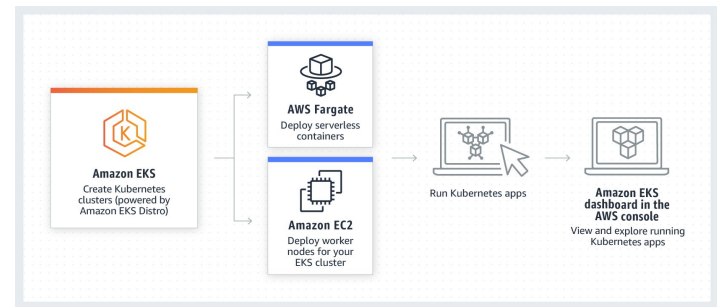 K
Amazon EKS
Create Kubernetes
clusters (powered by
Amazon EKS Distro)
AWS Fargate
Deploy serverless
containers
Amazon EC2
Deploy worker
nodes for your
EKS cluster
Run Kubernetes apps
Amazon EKS
dashboard in the
AWS console
View and explore running
Kubernetes apps